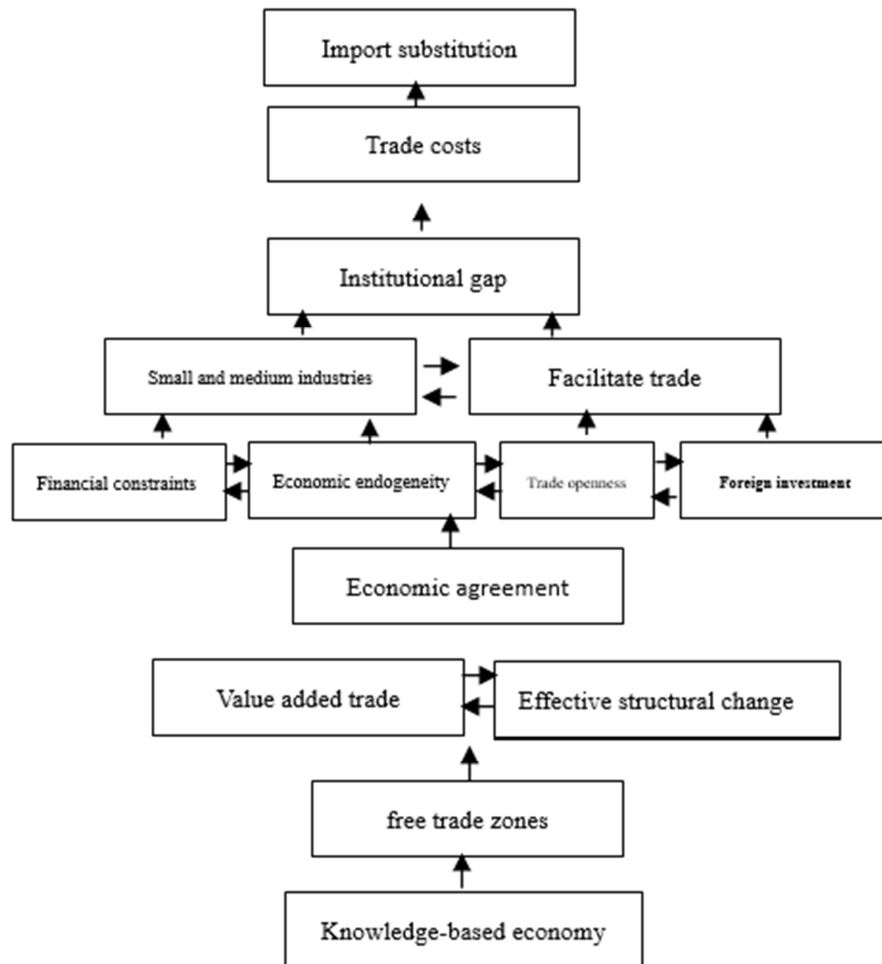 Import substitution
Trade costs
Institutional gap
Small and medium industries
Facilitate trade
Financial constraints
Economic endogeneity
Trade openness
Foreign investment
Economic agreement
Value added trade
Effective structural change
free trade zones
Knowledge-based economy